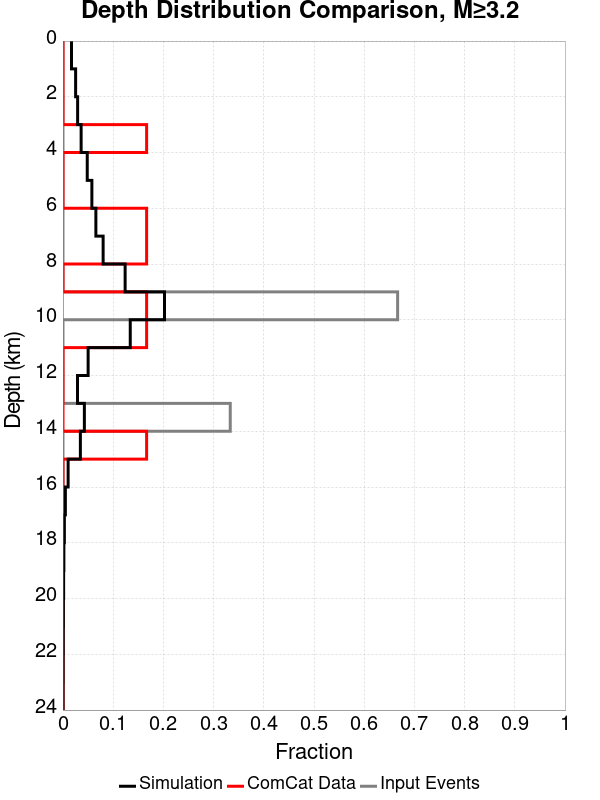 Depth Distribution Comparison, M≥3.2
0
2
4
6
8
10
12
14
16
18
20
22
24
Depth (km)
0 0.1 0.2 0.3 0.4 0.5 0.6 0.7 0.8 0.9 1
Fraction
Simulation ComCat Data Input Events